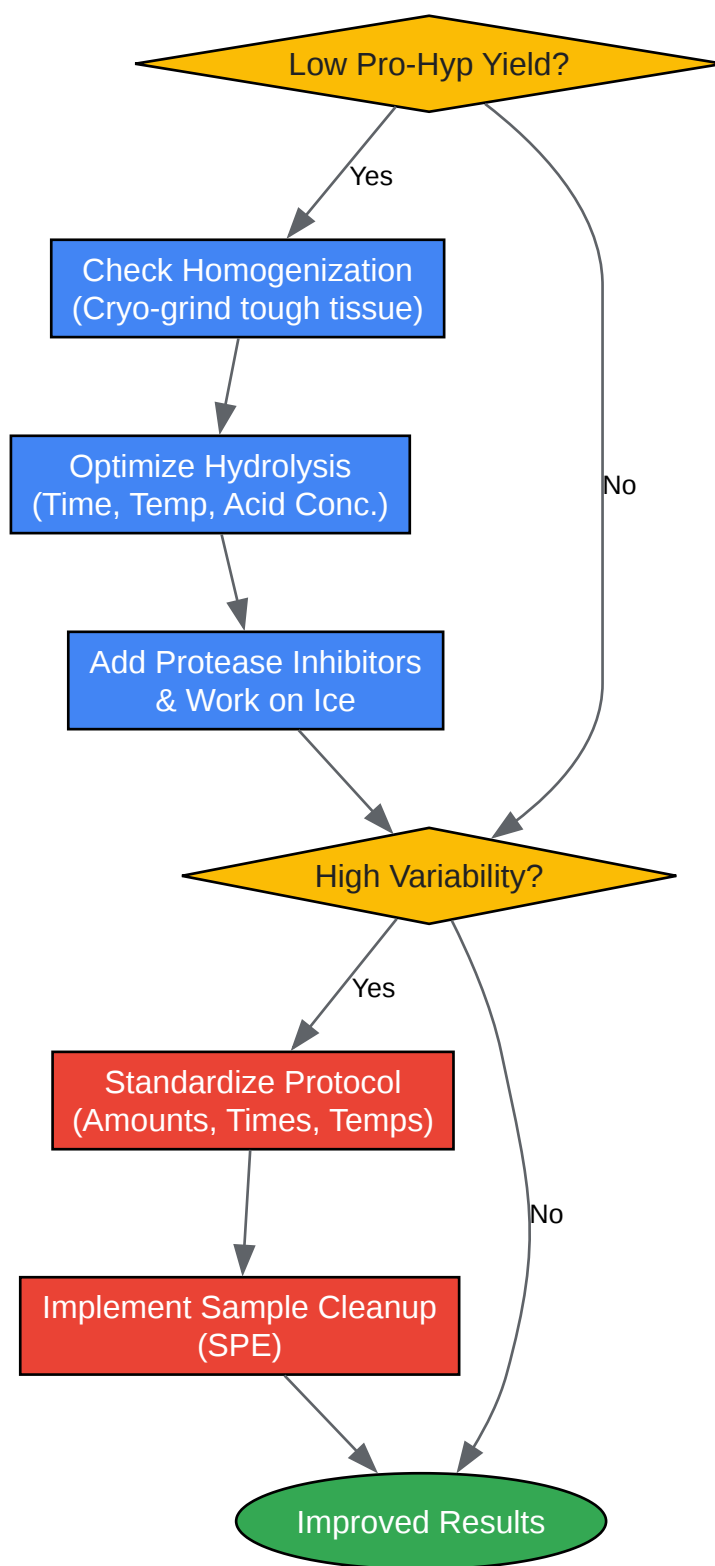 Low Pro-Hyp Yield?
Yes
Check Homogenization
(Cryo-grind tough tissue)
Optimize Hydrolysis
(Time, Temp, Acid Conc.)
No
Add Protease Inhibitors
& Work on Ice
High Variability?
Yes
Standardize Protocol
(Amounts, Times, Temps)
No
Implement Sample Cleanup
(SPE)
Improved Results